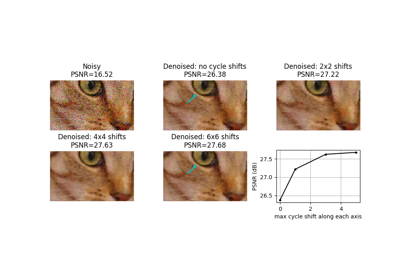 Noisy
PSNR=16.52
Denoised: no cycle shifts
PSNR=26.38
Denoised: 2x2 shifts
PSNR=27.22
Denoised: 4x4 shifts
PSNR=27.63
Denoised: 6x6 shifts
PSNR=27.68
PSNR (dB)
27.5
27.0
26.5
0 2 4
max cycle shift along each axis